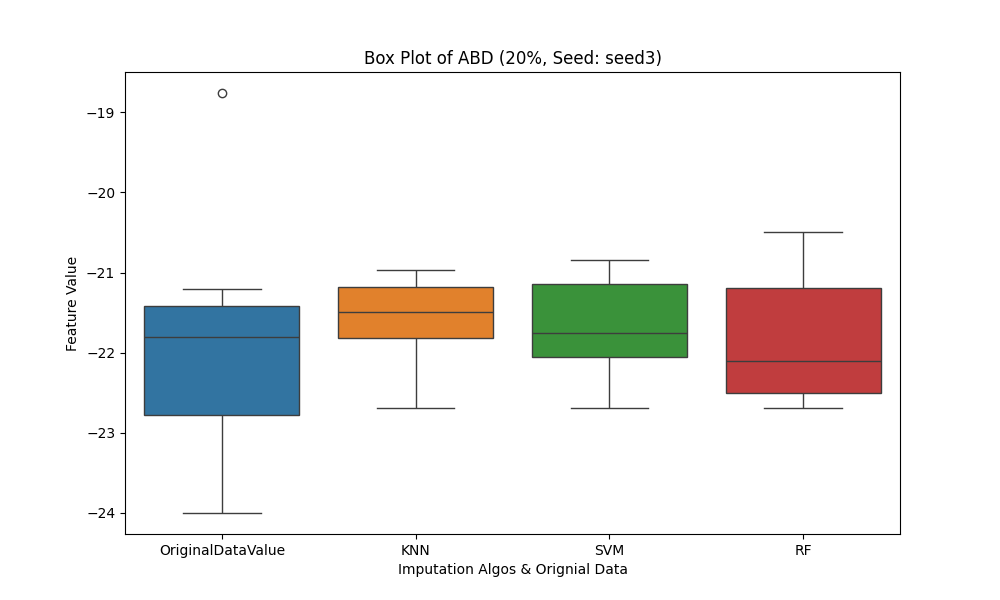 Box Plot of ABD (20%, Seed: seed3)
Feature Value
−19
−20
−21
−22
−23
−24
OriginalDataValue KNN SVM RF
Imputation Algos & Orignial Data